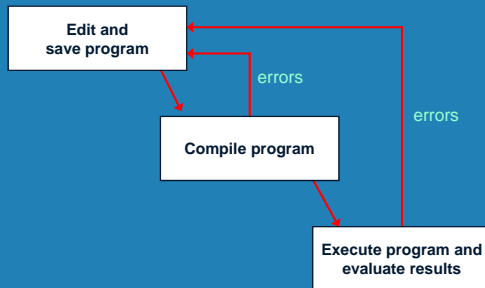 Edit and
save program
errors
errors
Compile program
Execute program and
evaluate results